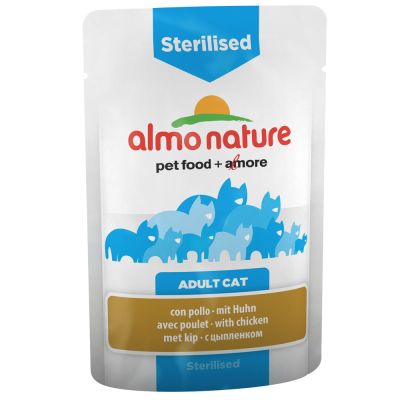 Sterilised
almo nature
pet food + amore
ADULT CAT
con pollo · mit Huhn
avec poulet · with chicken
met kip · с цыпленком
Sterilised